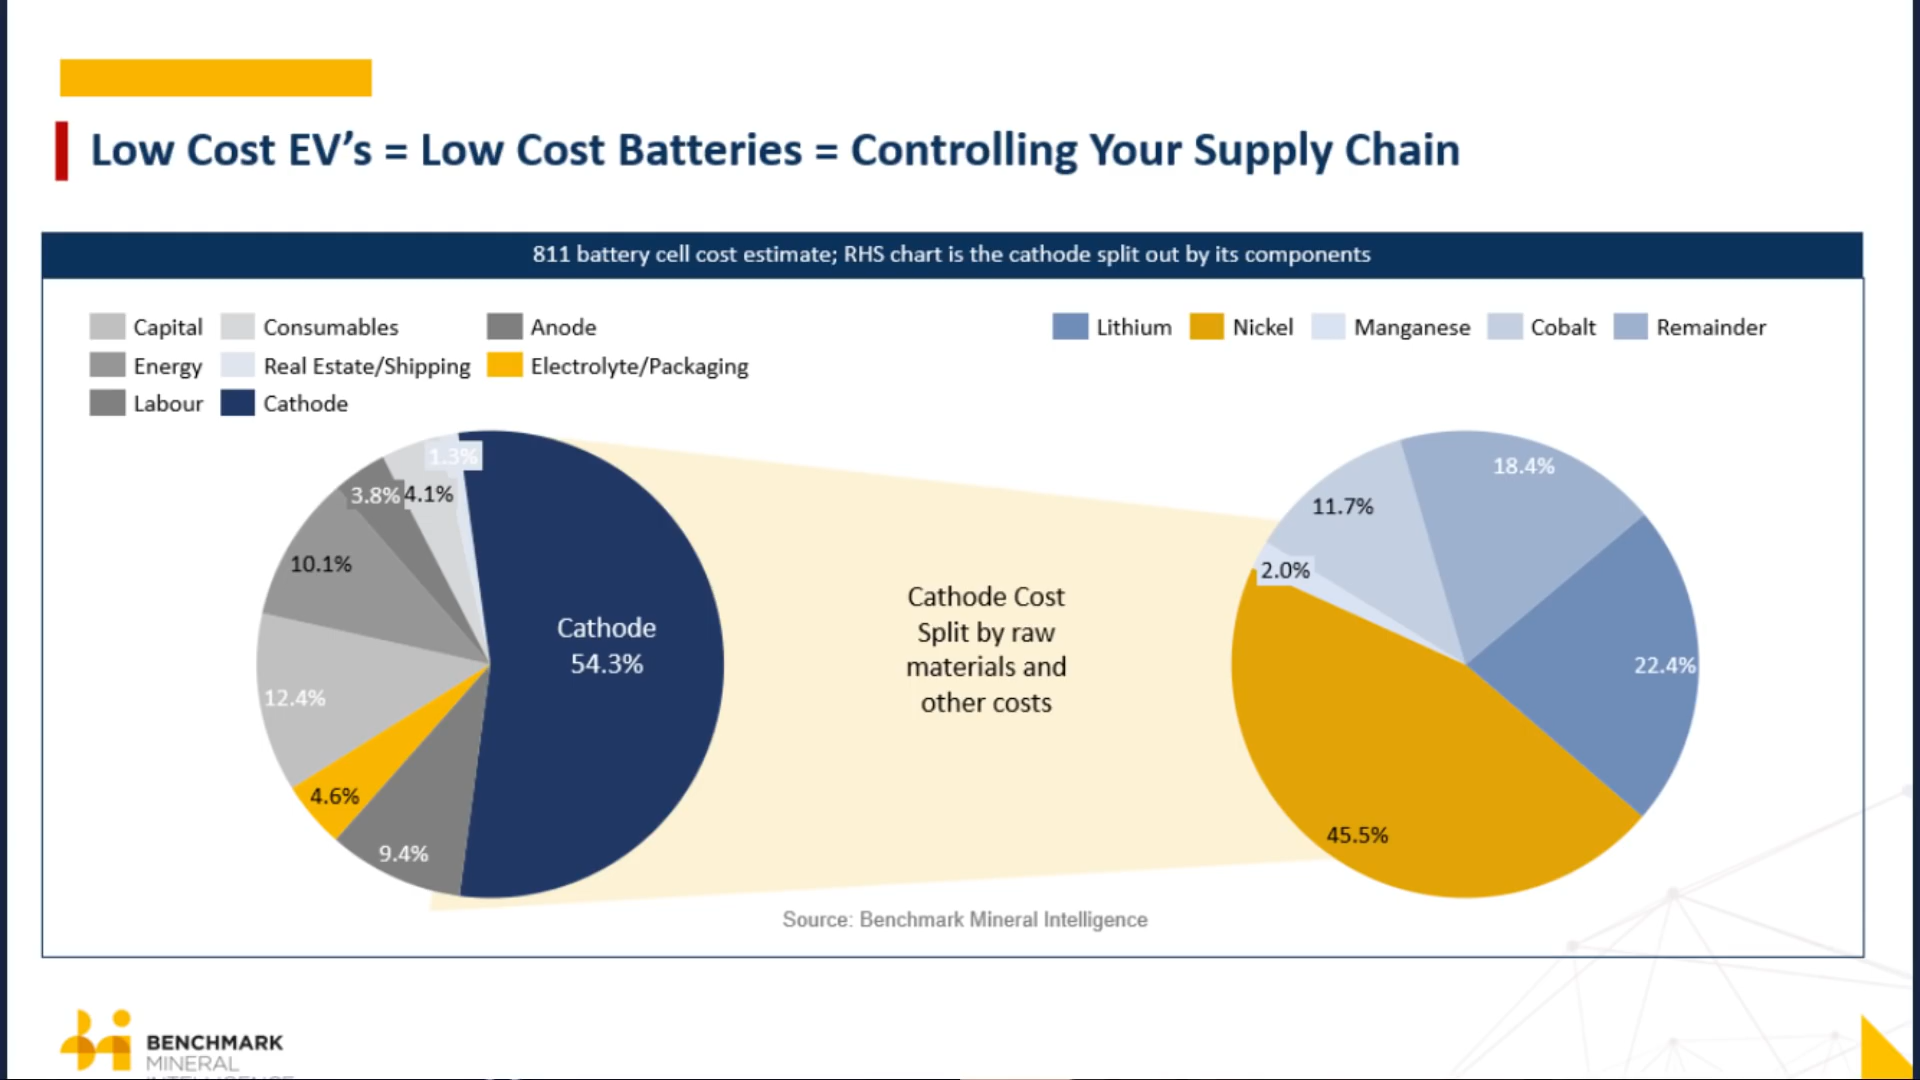 Low Cost EV’s = Low Cost Batteries = Controlling Your Supply Chain
811 battery cell cost estimate; RHS chart is the cathode split out by its components
Capital
Consumables
Anode
Energy
Real Estate/Shipping
Electrolyte/Packaging
Labour
Cathode
Lithium
Nickel
Manganese
Cobalt
Remainder
1.3%
3.8%
4.1%
10.1%
Cathode
54.3%
12.4%
4.6%
9.4%
Cathode Cost
Split by raw
materials and
other costs
18.4%
11.7%
2.0%
22.4%
45.5%
Source: Benchmark Mineral Intelligence
BENCHMARK
MINERAL
INTELLIGENCE